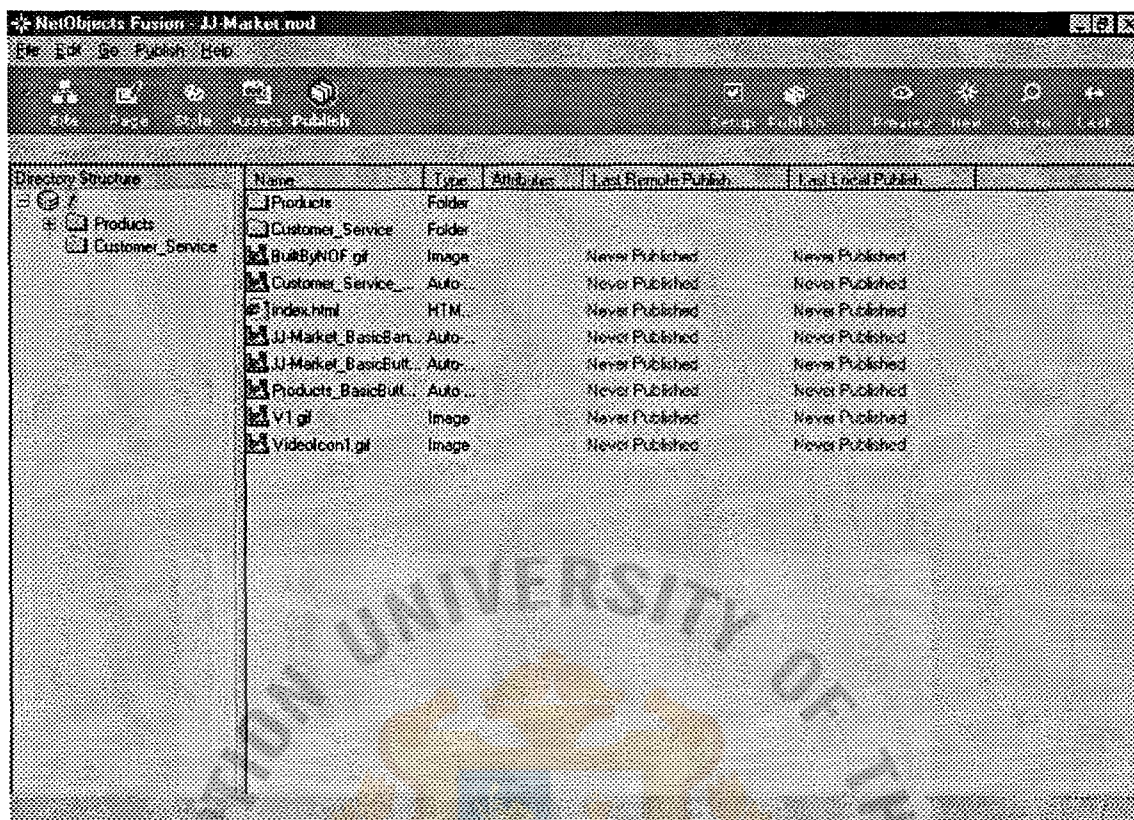 NetObjects Fusion - JJ-Market.nod
File Edit Go Publish Help
Site Page Style Assets Publish Setup Publish Preview
Directory Structure Name Type Attributes Last Remote Publish Last Local Publish
/ Products Folder
Products Customer_Service Folder
Customer_Service BuiltByNOF.gif Image Never Published Never Published
Customer_Service_... Auto-... Never Published Never Published
index.html HTM... Never Published Never Published
JJ-Market_BasicBan... Auto-... Never Published Never Published
JJ-Market_BasicButt... Auto-... Never Published Never Published
Products_BasicButt... Auto-... Never Published Never Published
V1.gif Image Never Published Never Published
VideoIcon1.gif Image Never Published Never Published
UNIVERSITY OF